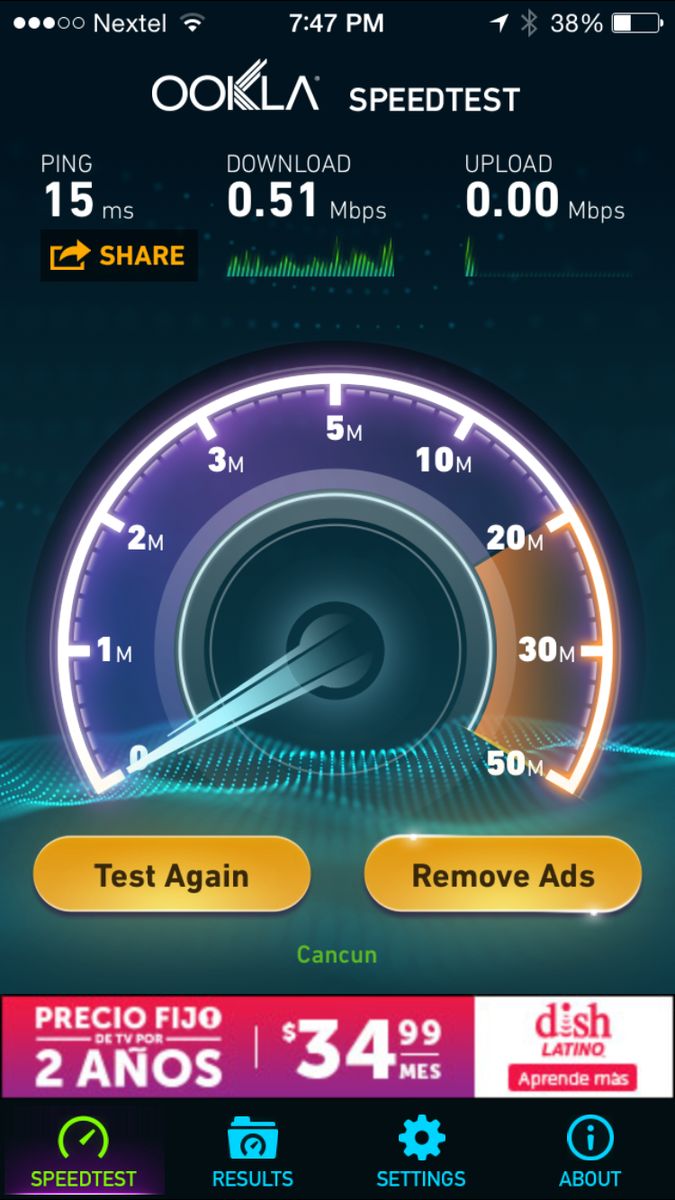 Nextel 7:47 PM 38%
OOKLA® SPEEDTEST
PING DOWNLOAD UPLOAD
15 ms 0.51 Mbps 0.00 Mbps
SHARE
5M
3M 10M
2M 20M
1M 30M
0 50M
Test Again Remove Ads
Cancun
PRECIO FIJO
DE TV POR
2 AÑOS
$34 99
MES
dish
LATINO
Aprende más
SPEEDTEST RESULTS SETTINGS ABOUT